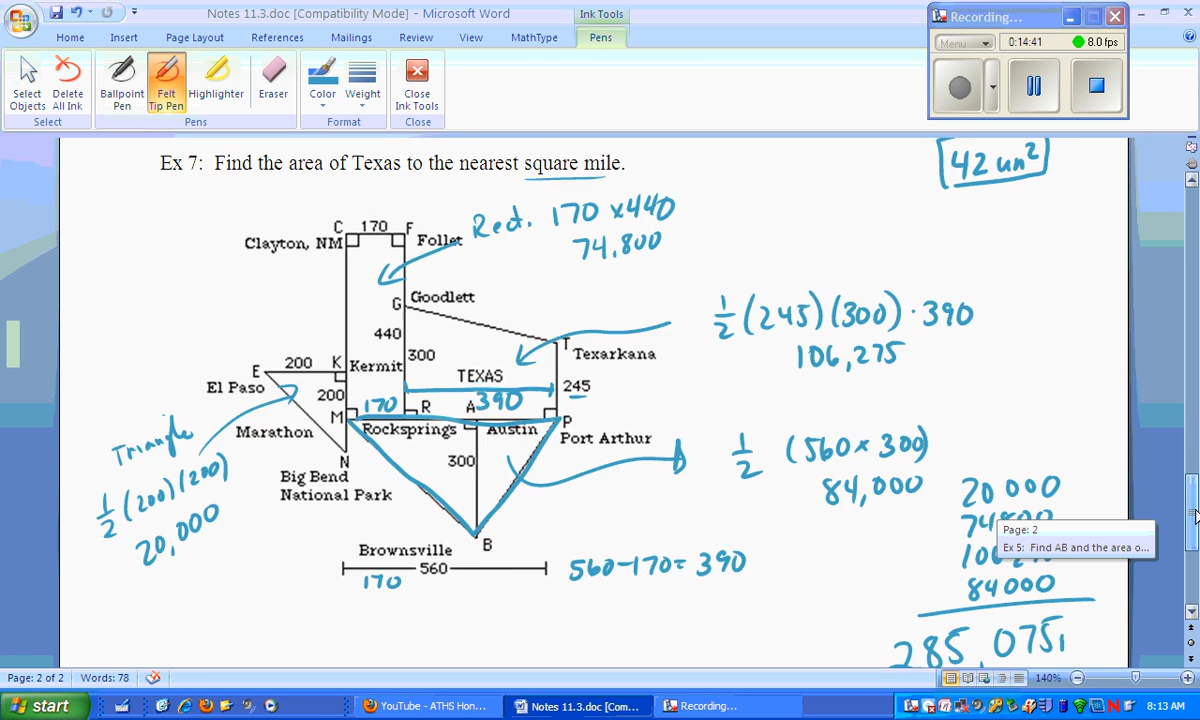 Notes 11.3.doc [Compatibility Mode] - Microsoft Word
Ink Tools
Home Insert Page Layout References Mailings Review View MathType Pens
Select Objects
Delete All Ink
Ballpoint Pen
Felt Tip Pen
Highlighter
Eraser
Color
Weight
Close Ink Tools
Select Pens Format Close
Recording...
Menu
0:14:41
8.0 fps
Ex 7: Find the area of Texas to the nearest square mile.
42 un²
Rect. 170 x 440
74,800
C 170 F
Clayton, NM
Follet
G Goodlett
440
300
½(245)(300)·390
106,275
T
Texarkana
E 200 K
El Paso
Kermit
200
TEXAS
245
170 R A 390
M
Rocksprings Austin P
Port Arthur
Marathon
N
Big Bend
National Park
300
Triangle
½(200)(200)
20,000
½ (560 x 300)
84,000
Brownsville B
560
170
560-170= 390
20 000
84000
285,075
Page: 2
Ex 5: Find AB and the area o...
Page: 2 of 2 Words: 78
140%
start
YouTube - ATHS Hon...
Notes 11.3.doc [Com...
Recording...
8:13 AM